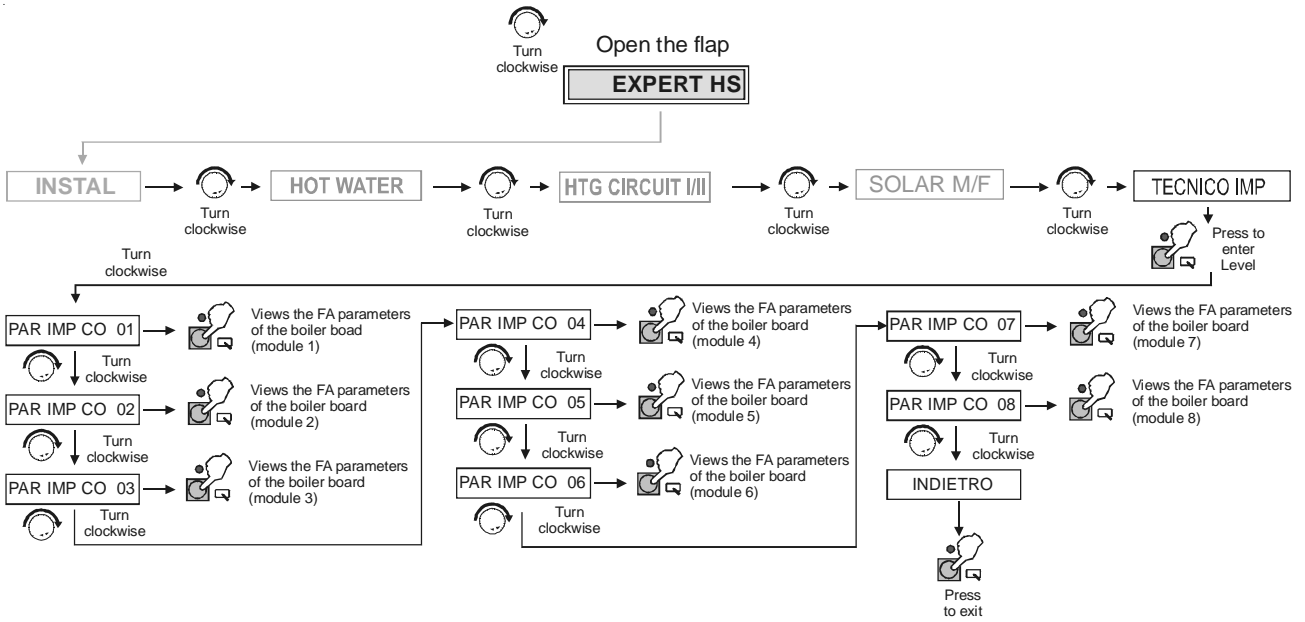 Turn
clockwise
Open the flap
EXPERT HS
INSTAL
Turn
clockwise
HOT WATER
Turn
clockwise
HTG CIRCUIT I/II
Turn
clockwise
SOLAR M/F
Turn
clockwise
TECNICO IMP
Press to
enter
Level
Turn
clockwise
PAR IMP CO 01
Views the FA parameters
of the boiler boad
(module 1)
Turn
clockwise
PAR IMP CO 02
Views the FA parameters
of the boiler board
(module 2)
Turn
clockwise
PAR IMP CO 03
Views the FA parameters
of the boiler board
(module 3)
Turn
clockwise
PAR IMP CO 04
Views the FA parameters
of the boiler board
(module 4)
Turn
clockwise
PAR IMP CO 05
Views the FA parameters
of the boiler board
(module 5)
Turn
clockwise
PAR IMP CO 06
Views the FA parameters
of the boiler board
(module 6)
Turn
clockwise
PAR IMP CO 07
Views the FA parameters
of the boiler board
(module 7)
Turn
clockwise
PAR IMP CO 08
Views the FA parameters
of the boiler board
(module 8)
Turn
clockwise
INDIETRO
Press
to exit